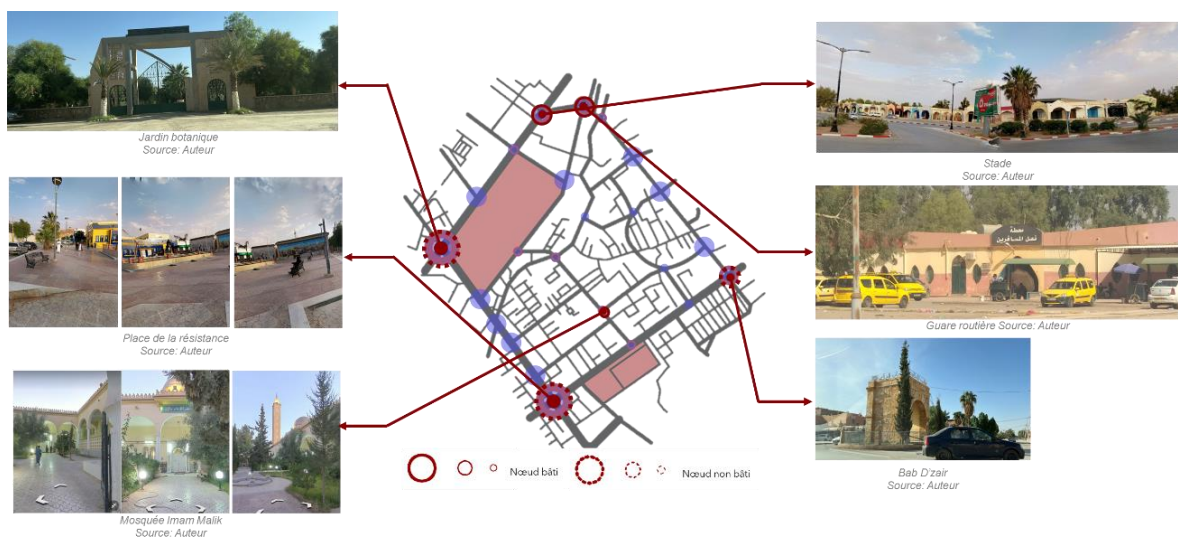 Jardin botanique
Source: Auteur
Place de la résistance
Source: Auteur
Mosquée Imam Malik
Source: Auteur
Stade
Source: Auteur
محطة
نقل المسافرين
Guare routière Source: Auteur
Bab D'zair
Source: Auteur
Nœud bâti
Nœud non bâti